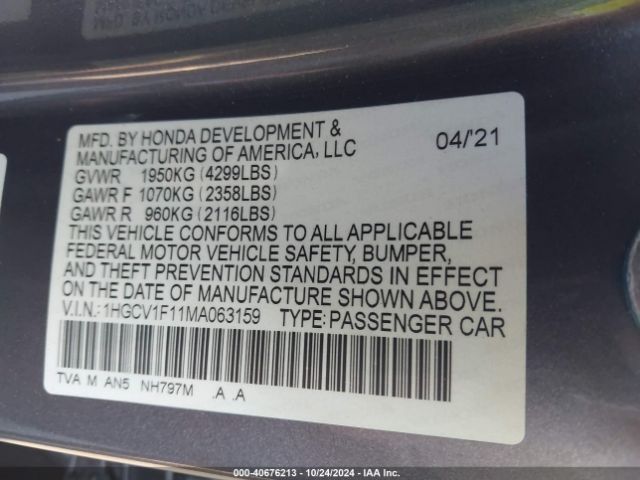 MFD. BY HONDA DEVELOPMENT & 04/'21
MANUFACTURING OF AMERICA, LLC
GVWR 1950KG (4299LBS)
GAWR F 1070KG (2358LBS)
GAWR R 960KG (2116LBS)
THIS VEHICLE CONFORMS TO ALL APPLICABLE
FEDERAL MOTOR VEHICLE SAFETY, BUMPER,
AND THEFT PREVENTION STANDARDS IN EFFECT
ON THE DATE OF MANUFACTURE SHOWN ABOVE.
V.I.N.:1HGCV1F11MA063159 TYPE:PASSENGER CAR
TVA M AN5 NH797M .A .A
000-40676213 - 10/24/2024 - IAA Inc.